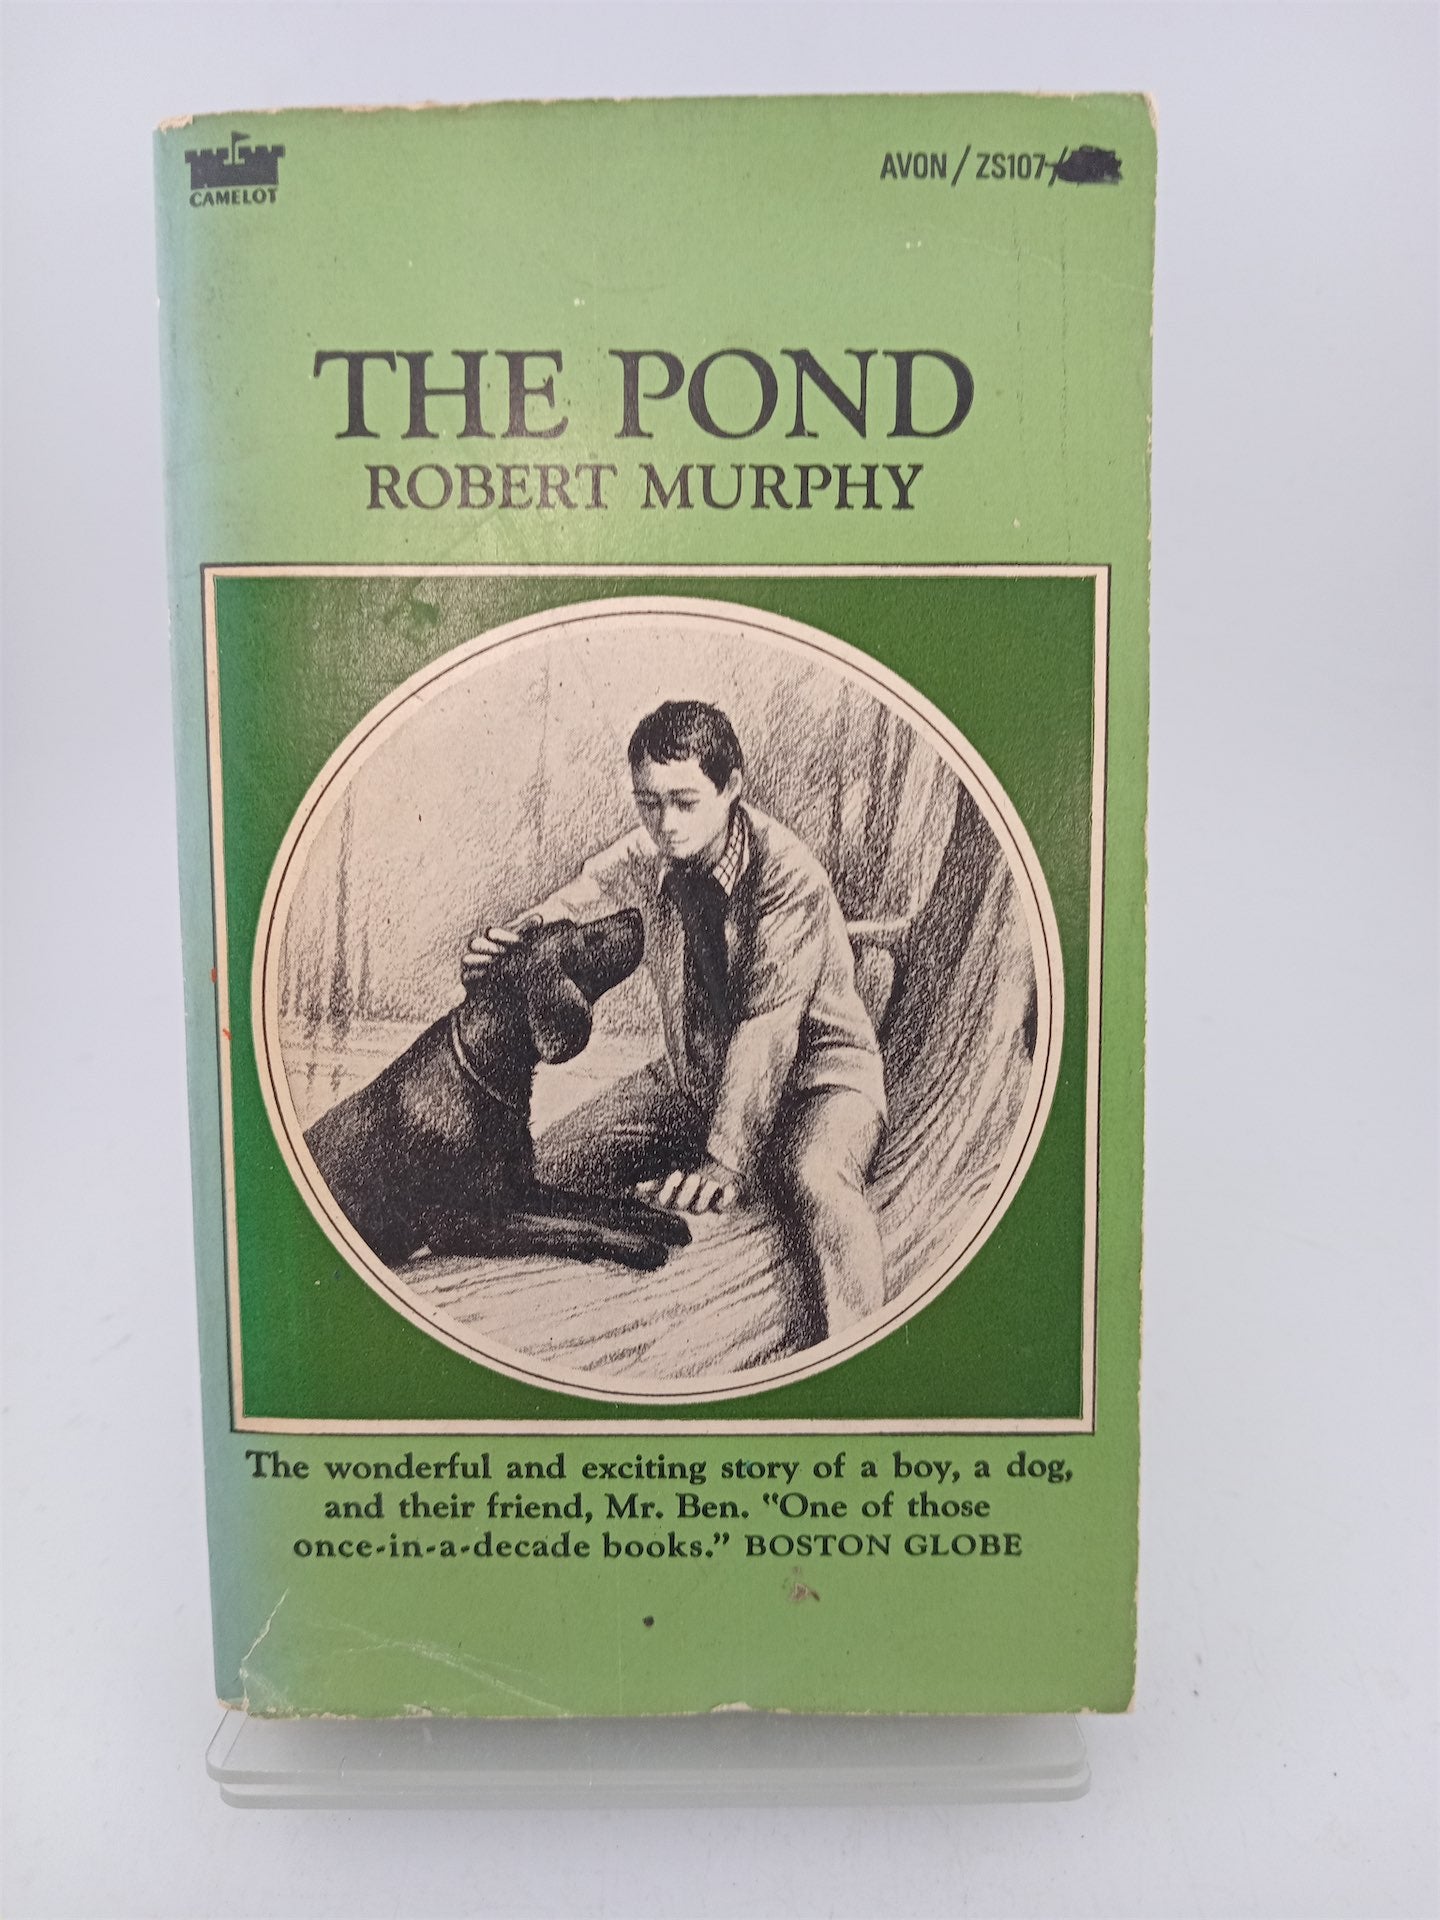 CAMELOT
AVON/ZS107/
THE POND
ROBERT MURPHY
The wonderful and exciting story of a boy, a dog,
and their friend, Mr. Ben. "One of those
once-in-a-decade books." BOSTON GLOBE